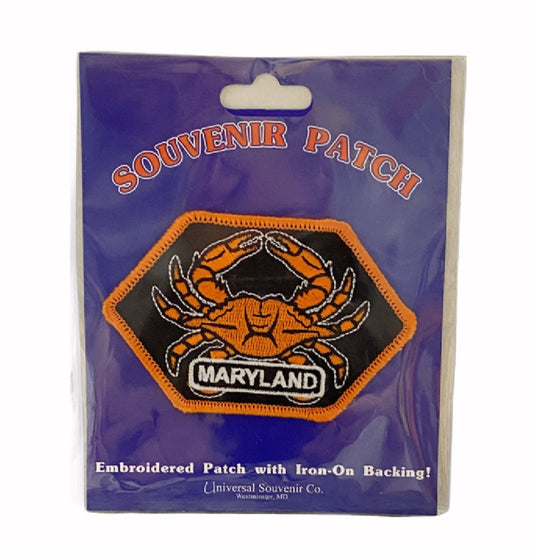 SOUVENIR PATCH
MARYLAND
Embroidered Patch with Iron-On Backing!
Universal Souvenir Co.
Westminster, MD